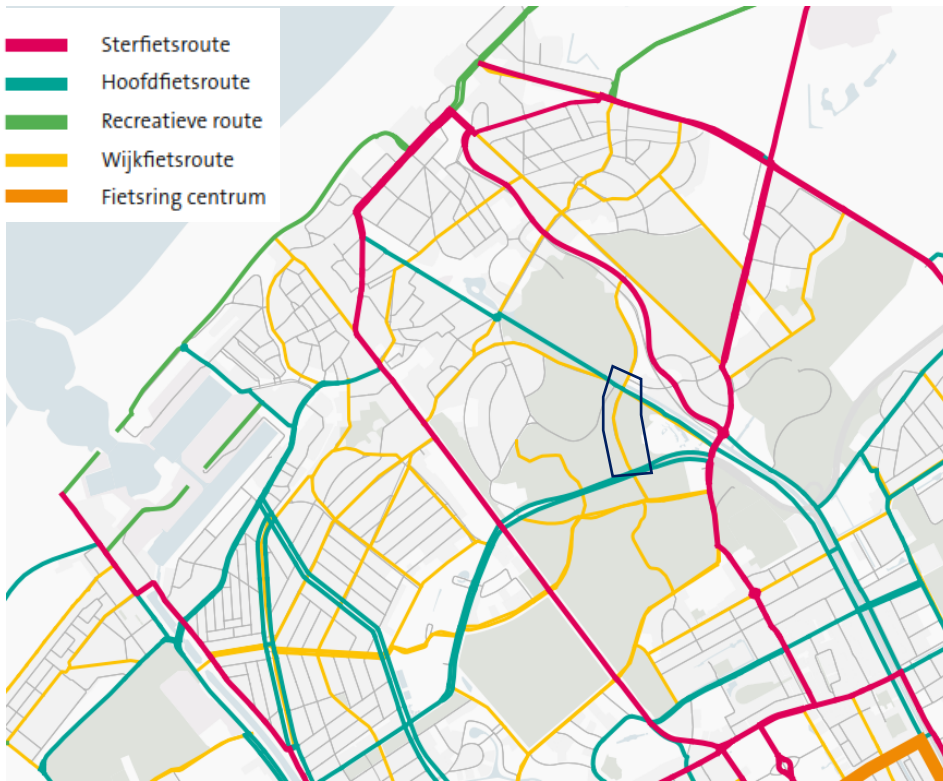 Sterfietsroute
Hoofdfietsroute
Recreatieve route
Wijkfietsroute
Fietsring centrum